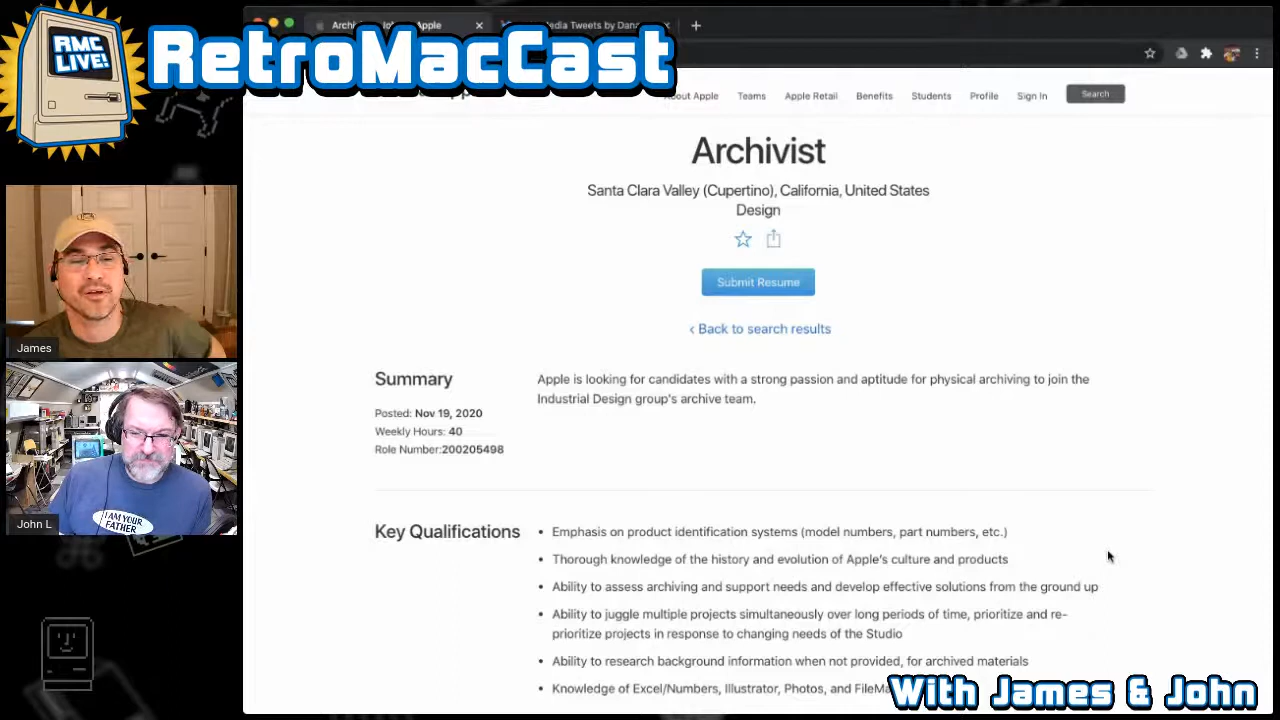 RMC
LIVE!
RetroMacCast
Apple
Media Tweets by Dana
About Apple Teams Apple Retail Benefits Students Profile Sign In Search
Archivist
Santa Clara Valley (Cupertino), California, United States
Design
Submit Resume
‹ Back to search results
James
Summary
Apple is looking for candidates with a strong passion and aptitude for physical archiving to join the
Industrial Design group's archive team.
Posted: Nov 19, 2020
Weekly Hours: 40
Role Number:200205498
I AM YOUR
FATHER
John L
Key Qualifications
• Emphasis on product identification systems (model numbers, part numbers, etc.)
• Thorough knowledge of the history and evolution of Apple's culture and products
• Ability to assess archiving and support needs and develop effective solutions from the ground up
• Ability to juggle multiple projects simultaneously over long periods of time, prioritize and re-
prioritize projects in response to changing needs of the Studio
• Ability to research background information when not provided, for archived materials
• Knowledge of Excel/Numbers, Illustrator, Photos, and
With James & John